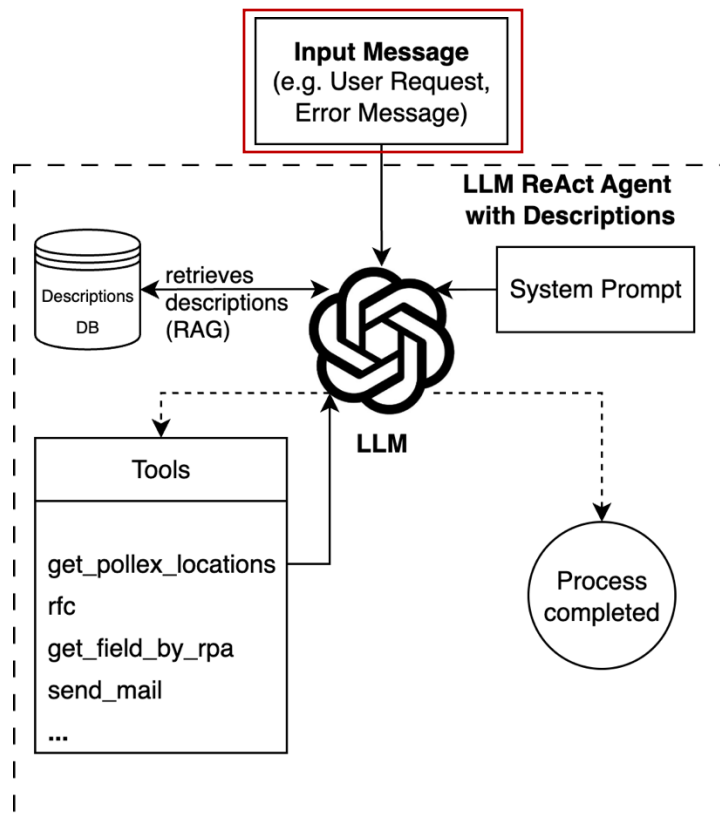 Input Message
(e.g. User Request,
Error Message)
LLM ReAct Agent
with Descriptions
Descriptions
DB
retrieves
descriptions
(RAG)
System Prompt
LLM
Tools
get_pollex_locations
rfc
get_field_by_rpa
send_mail
...
Process
completed